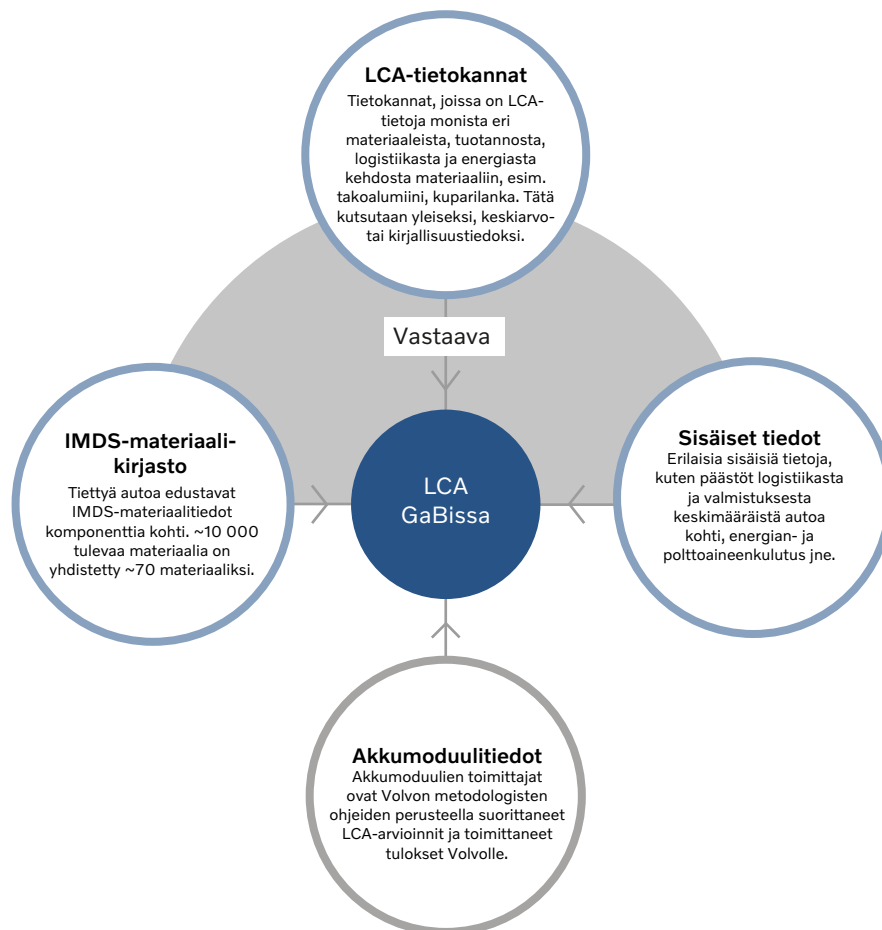 LCA-tietokannat
Tietokannat, joissa on LCA-
tietoja monista eri
materiaaleista, tuotannosta,
logistiikasta ja energiasta
kehdosta materiaaliin, esim.
takoalumiini, kuparilanka. Tätä
kutsutaan yleiseksi, keskiarvo-
tai kirjallisuustiedoksi.
Vastaava
IMDS-materiaali-
kirjasto
Tiettyä autoa edustavat
IMDS-materiaalitiedot
komponenttia kohti. ~10 000
tulevaa materiaalia on
yhdistetty ~70 materiaaliksi.
LCA
GaBissa
Sisäiset tiedot
Erilaisia sisäisiä tietoja,
kuten päästöt logistiikasta
ja valmistuksesta
keskimääräistä autoa
kohti, energian- ja
polttoaineenkulutus jne.
Akkumoduulitiedot
Akkumoduulien toimittajat
ovat Volvon metodologisten
ohjeiden perusteella suorittaneet
LCA-arvioinnit ja toimittaneet
tulokset Volvolle.